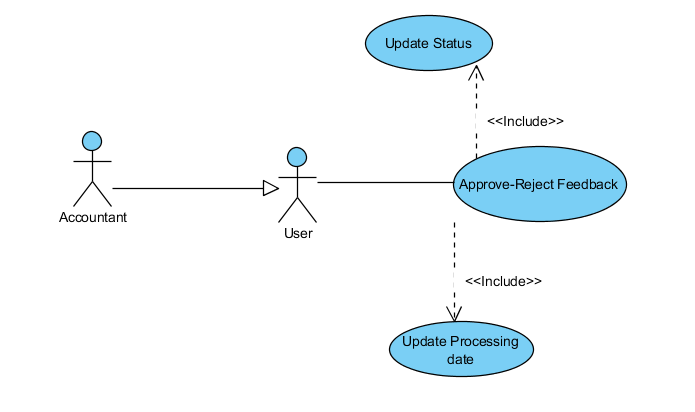 Update Status
<<Include>>
Approve-Reject Feedback
Accountant
User
<<Include>>
Update Processing
date